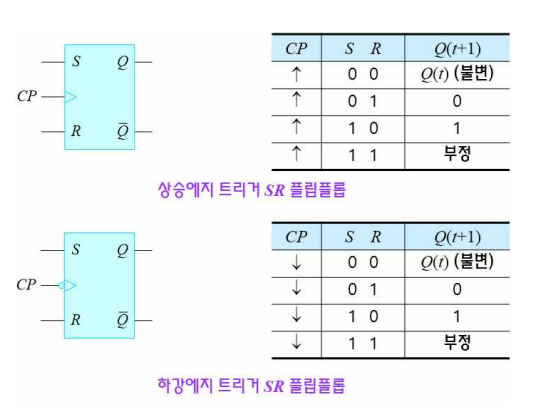 S Q
CP
R Q̅
CP S R Q(t+1)
↑ 0 0 Q(t) (불변)
↑ 0 1 0
↑ 1 0 1
↑ 1 1 부정
상승에지 트리거 SR 플립플롭
S Q
CP
R Q̅
CP S R Q(t+1)
↓ 0 0 Q(t) (불변)
↓ 0 1 0
↓ 1 0 1
↓ 1 1 부정
하강에지 트리거 SR 플립플롭